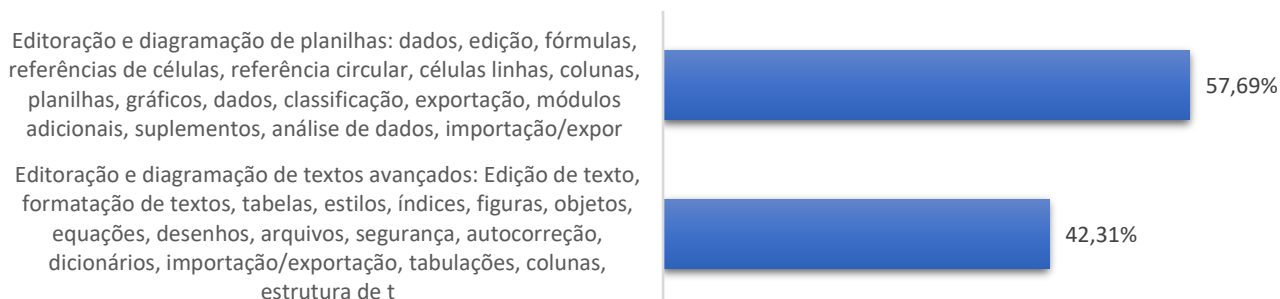 Editoração e diagramação de planilhas: dados, edição, fórmulas,
referências de células, referência circular, células linhas, colunas,
planilhas, gráficos, dados, classificação, exportação, módulos
adicionais, suplementos, análise de dados, importação/expor
57,69%
Editoração e diagramação de textos avançados: Edição de texto,
formatação de textos, tabelas, estilos, índices, figuras, objetos,
equações, desenhos, arquivos, segurança, autocorreção,
dicionários, importação/exportação, tabulações, colunas,
estrutura de t
42,31%